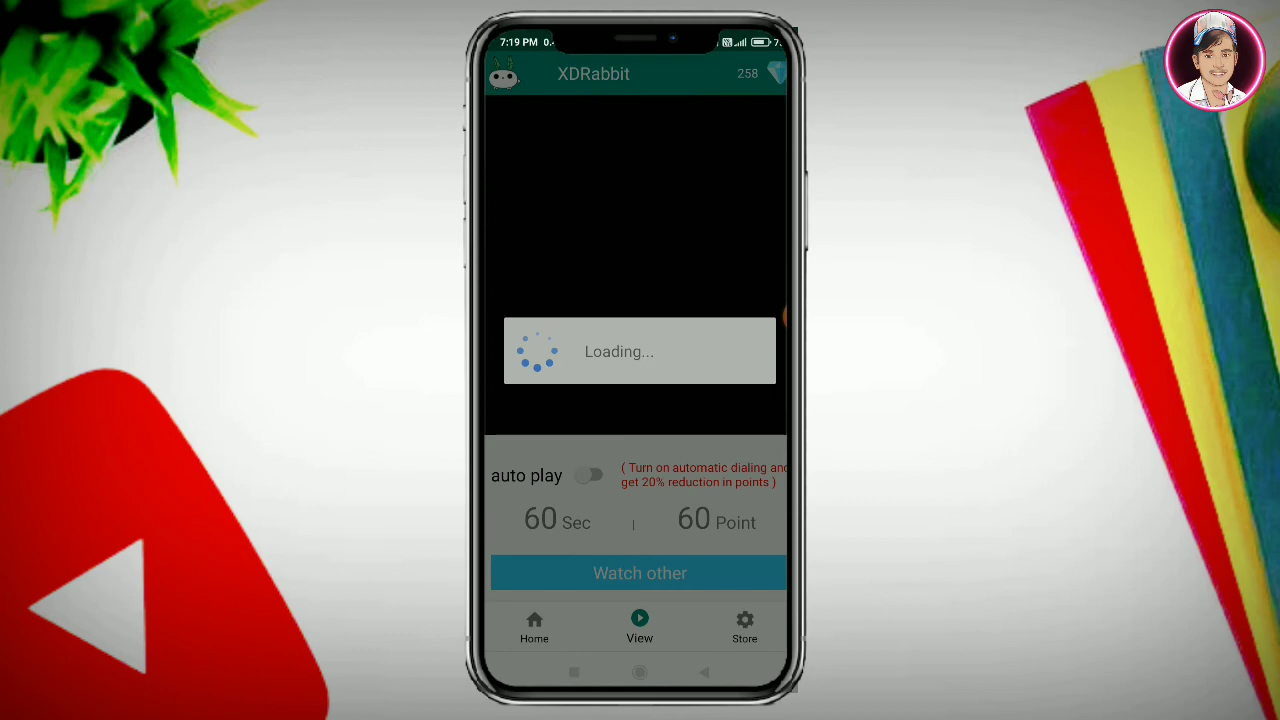 7:19 PM 0.
XDRabbit
258
Loading...
auto play
( Turn on automatic dialing and
get 20% reduction in points )
60 Sec | 60 Point
Watch other
Home View Store